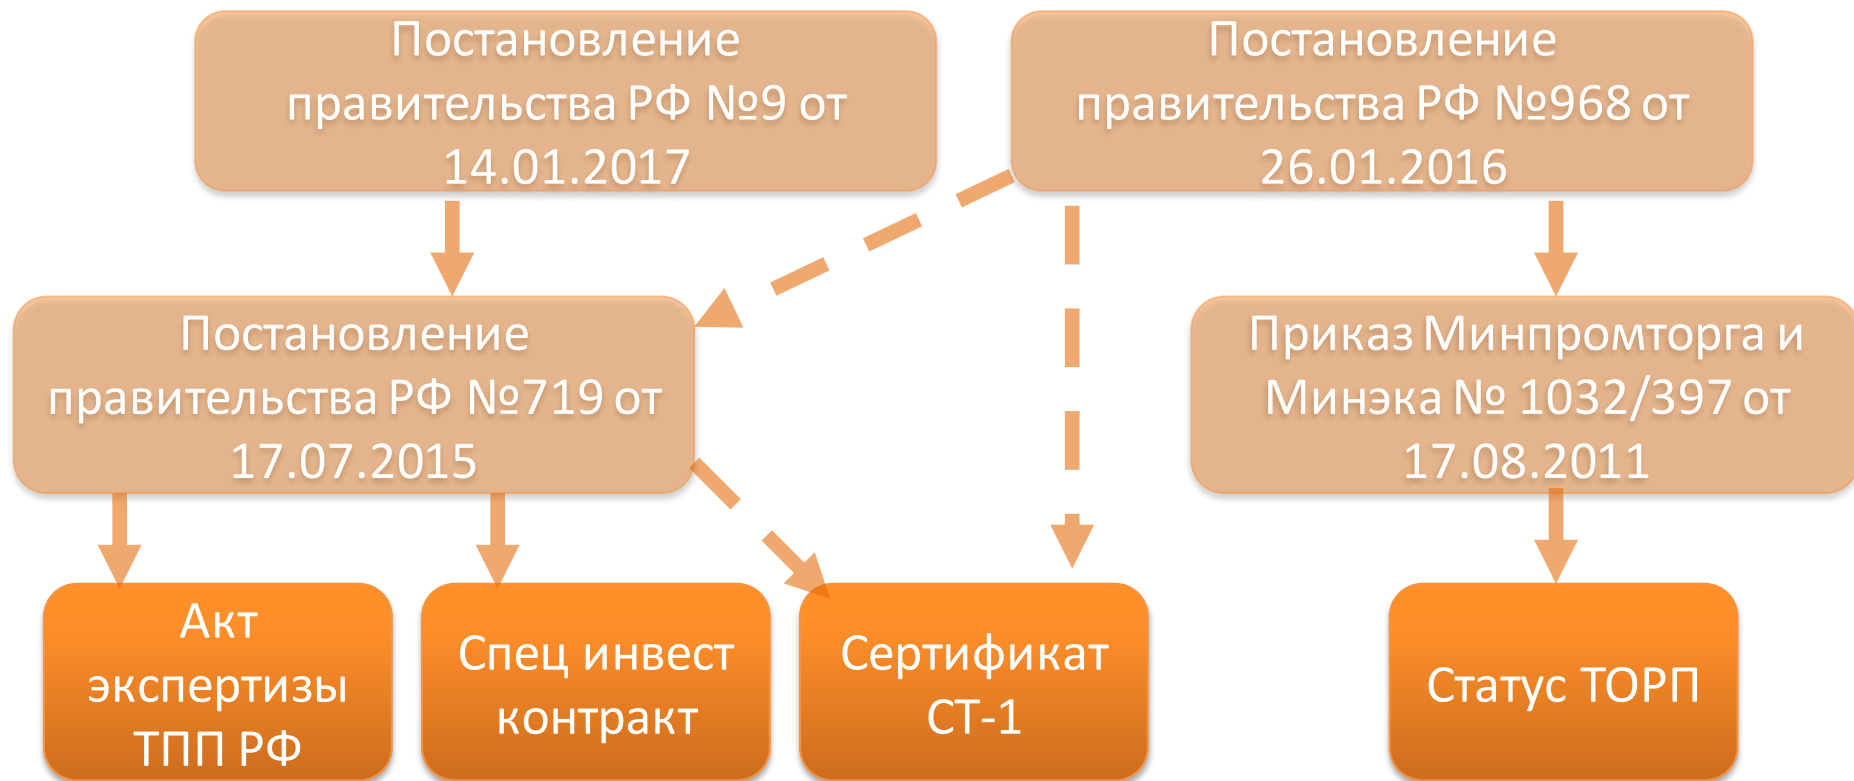 Постановление
правительства РФ №9 от
14.01.2017
Постановление
правительства РФ №968 от
26.01.2016
Постановление
правительства РФ №719 от
17.07.2015
Приказ Минпромторга и
Минэка № 1032/397 от
17.08.2011
Акт
экспертизы
ТПП РФ
Спец инвест
контракт
Сертификат
СТ-1
Статус ТОРП